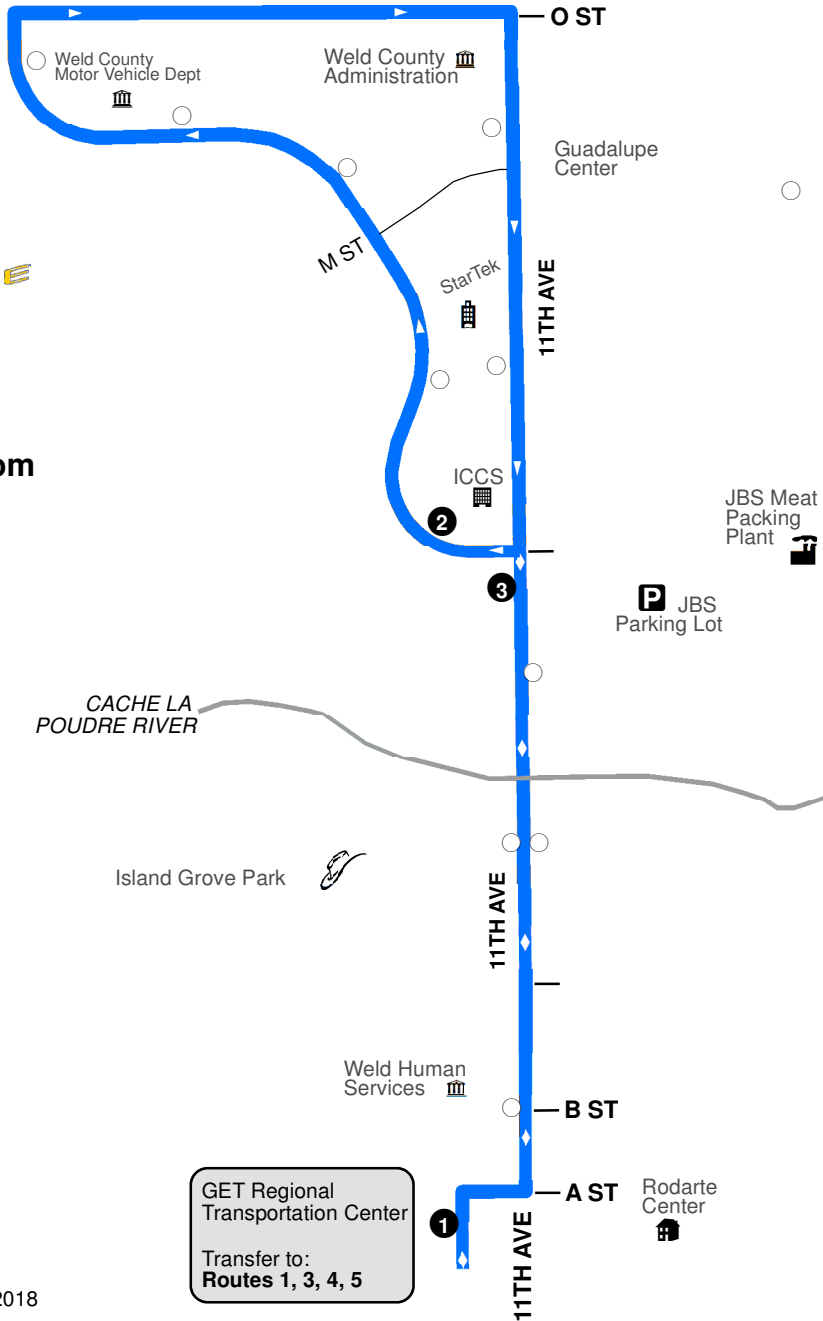 O ST
Weld County
Motor Vehicle Dept
Weld County
Administration
Guadalupe
Center
M ST
StarTek
11TH AVE
E
om
ICCS
2
JBS Meat
Packing
Plant
3
P JBS
Parking Lot
CACHE LA
POUDRE RIVER
Island Grove Park
11TH AVE
Weld Human
Services
B ST
GET Regional
Transportation Center
Transfer to:
Routes 1, 3, 4, 5
1
A ST
Rodarte
Center
11TH AVE
2018